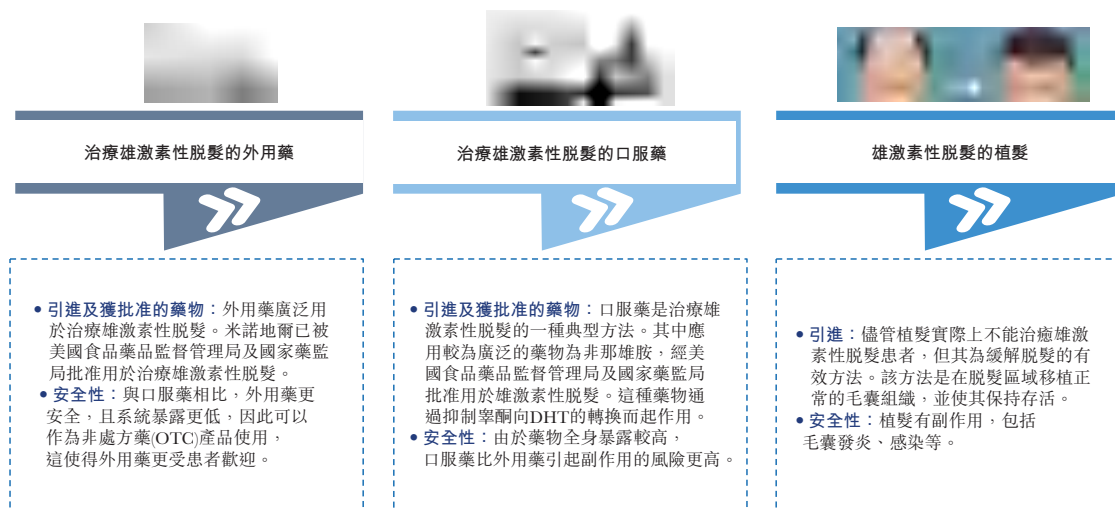 治療雄激素性脫髮的外用藥
• 引進及獲批准的藥物：外用藥廣泛用
於治療雄激素性脫髮。米諾地爾已被
美國食品藥品監督管理局及國家藥監
局批准用於治療雄激素性脫髮。
• 安全性：與口服藥相比，外用藥更
安全，且系統暴露更低，因此可以
作為非處方藥(OTC)產品使用，
這使得外用藥更受患者歡迎。
治療雄激素性脫髮的口服藥
• 引進及獲批准的藥物：口服藥是治療雄
激素性脫髮的一種典型方法。其中應
用較為廣泛的藥物為非那雄胺，經美
國食品藥品監督管理局及國家藥監局
批准用於雄激素性脫髮。這種藥物通
過抑制睾酮向DHT的轉換而起作用。
• 安全性：由於藥物全身暴露較高，
口服藥比外用藥引起副作用的風險更高。
雄激素性脫髮的植髮
• 引進：儘管植髮實際上不能治癒雄激
素性脫髮患者，但其為緩解脫髮的有
效方法。該方法是在脫髮區域移植正
常的毛囊組織，並使其保持存活。
• 安全性：植髮有副作用，包括
毛囊發炎、感染等。